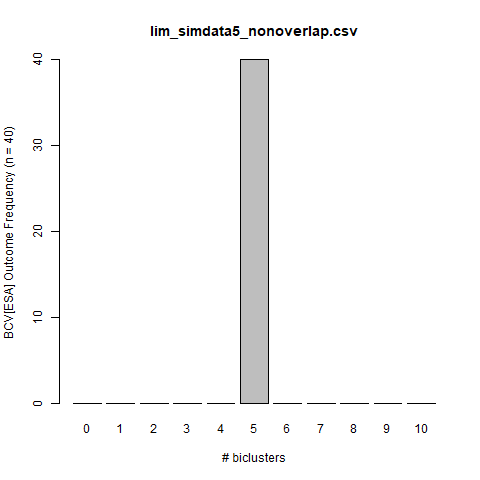 lim_simdata5_nonoverlap.csv
BCV[ESA] Outcome Frequency (n = 40)
40
30
20
10
0
0 1 2 3 4 5 6 7 8 9 10
# biclusters